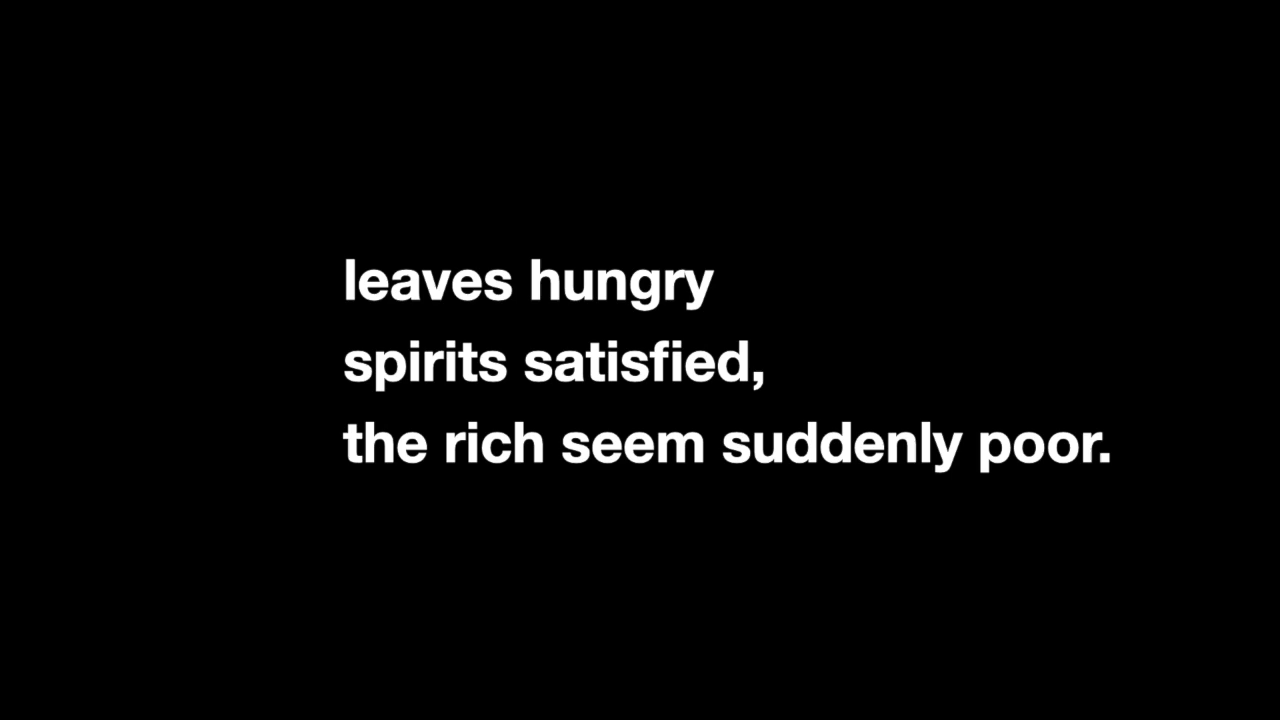 leaves hungry
spirits satisfied,
the rich seem suddenly poor.